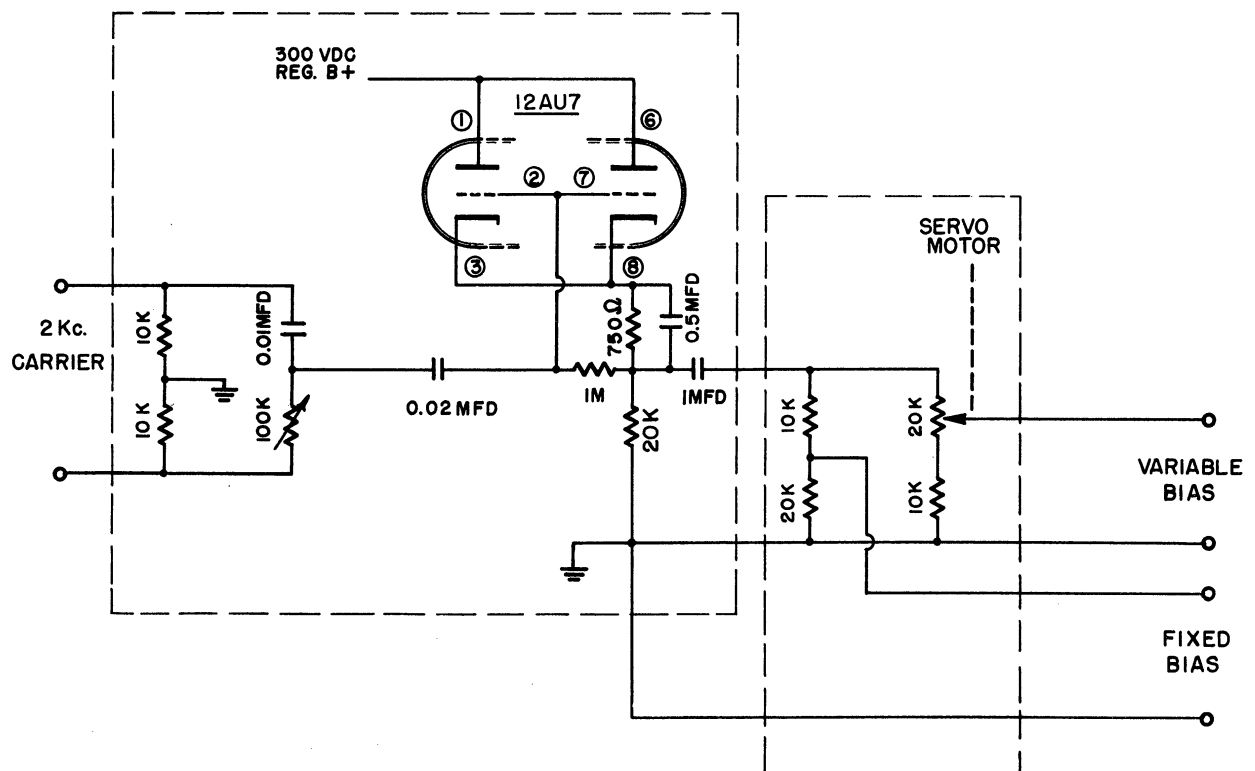 300 VDC
REG. B+
12AU7
①
⑥
②
⑦
③
⑧
SERVO
MOTOR
2 Kc.
CARRIER
10K
0.01MFD
10K
100K
0.02 MFD
750Ω
0.5MFD
1M
1MFD
20K
10K
20K
20K
10K
VARIABLE
BIAS
FIXED
BIAS